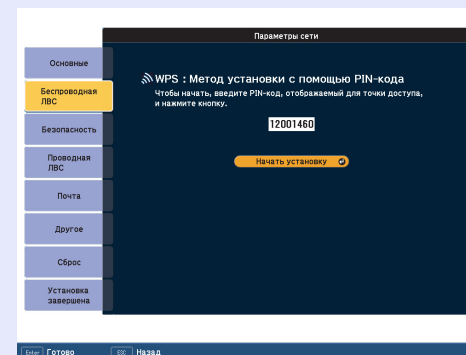 Параметры сети
Основные
Беспроводная
ЛВС
Безопасность
Проводная
ЛВС
Почта
Другое
Сброс
Установка
завершена
WPS : Метод установки с помощью PIN-кода
Чтобы начать, введите PIN-код, отображаемый для точки доступа,
и нажмите кнопку.
12001460
Начать установку
Enter Готово Esc Назад